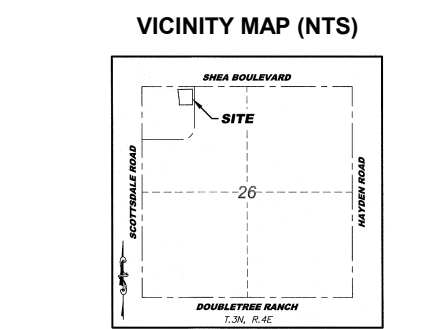 VICINITY MAP (NTS)
SHEA BOULEVARD
SITE
SCOTTSDALE ROAD
26
HAYDEN ROAD
DOUBLETREE RANCH
T.3N, R.4E